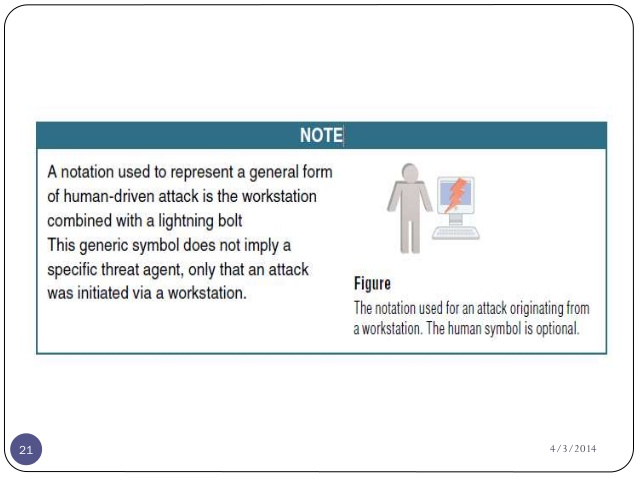 NOTE
A notation used to represent a general form
of human-driven attack is the workstation
combined with a lightning bolt
This generic symbol does not imply a
specific threat agent, only that an attack
was initiated via a workstation.
Figure
The notation used for an attack originating from
a workstation. The human symbol is optional.
21
4/3/2014